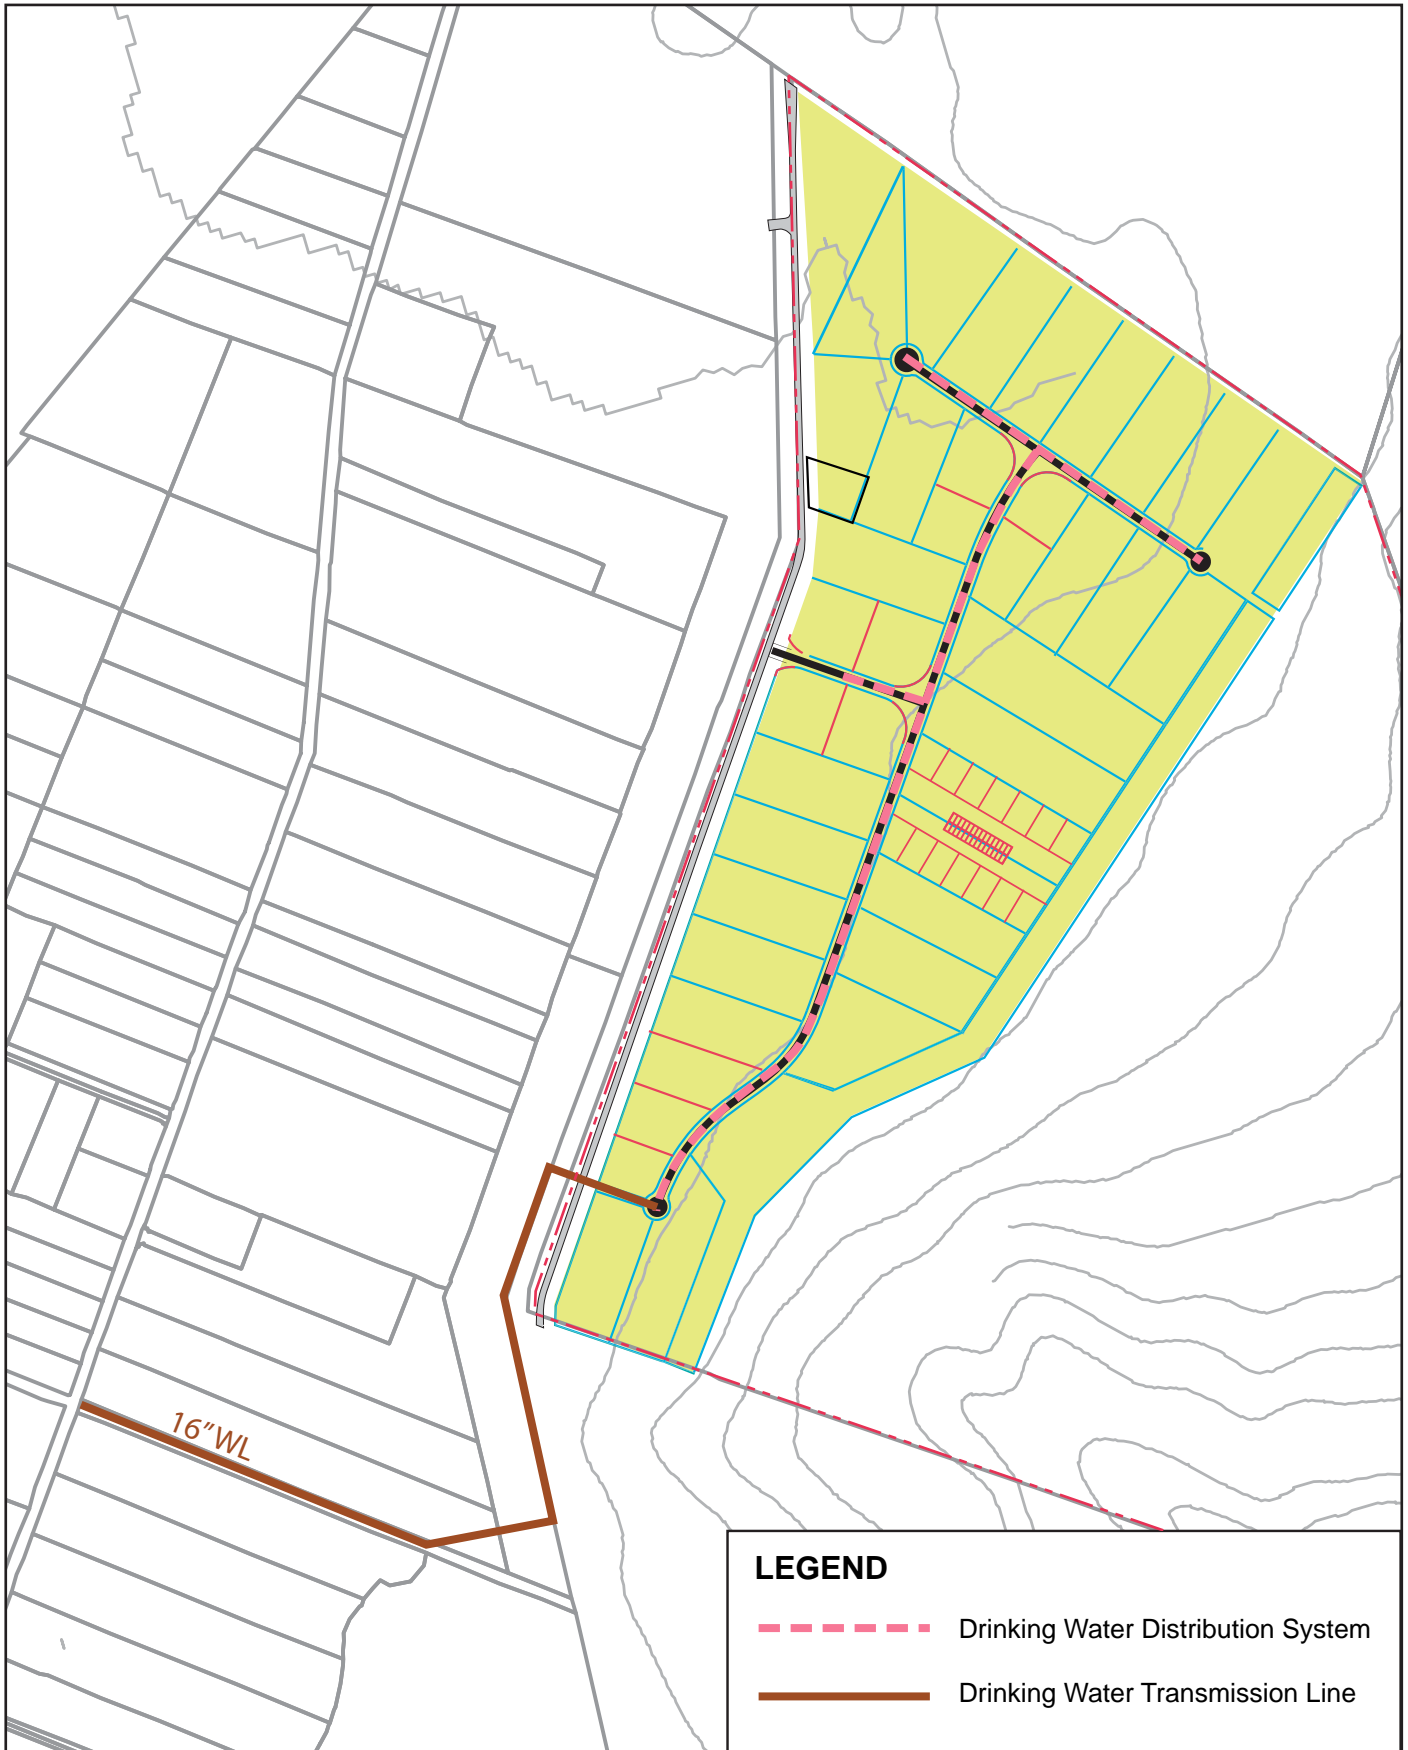 16”WL
LEGEND
Drinking Water Distribution System
Drinking Water Transmission Line